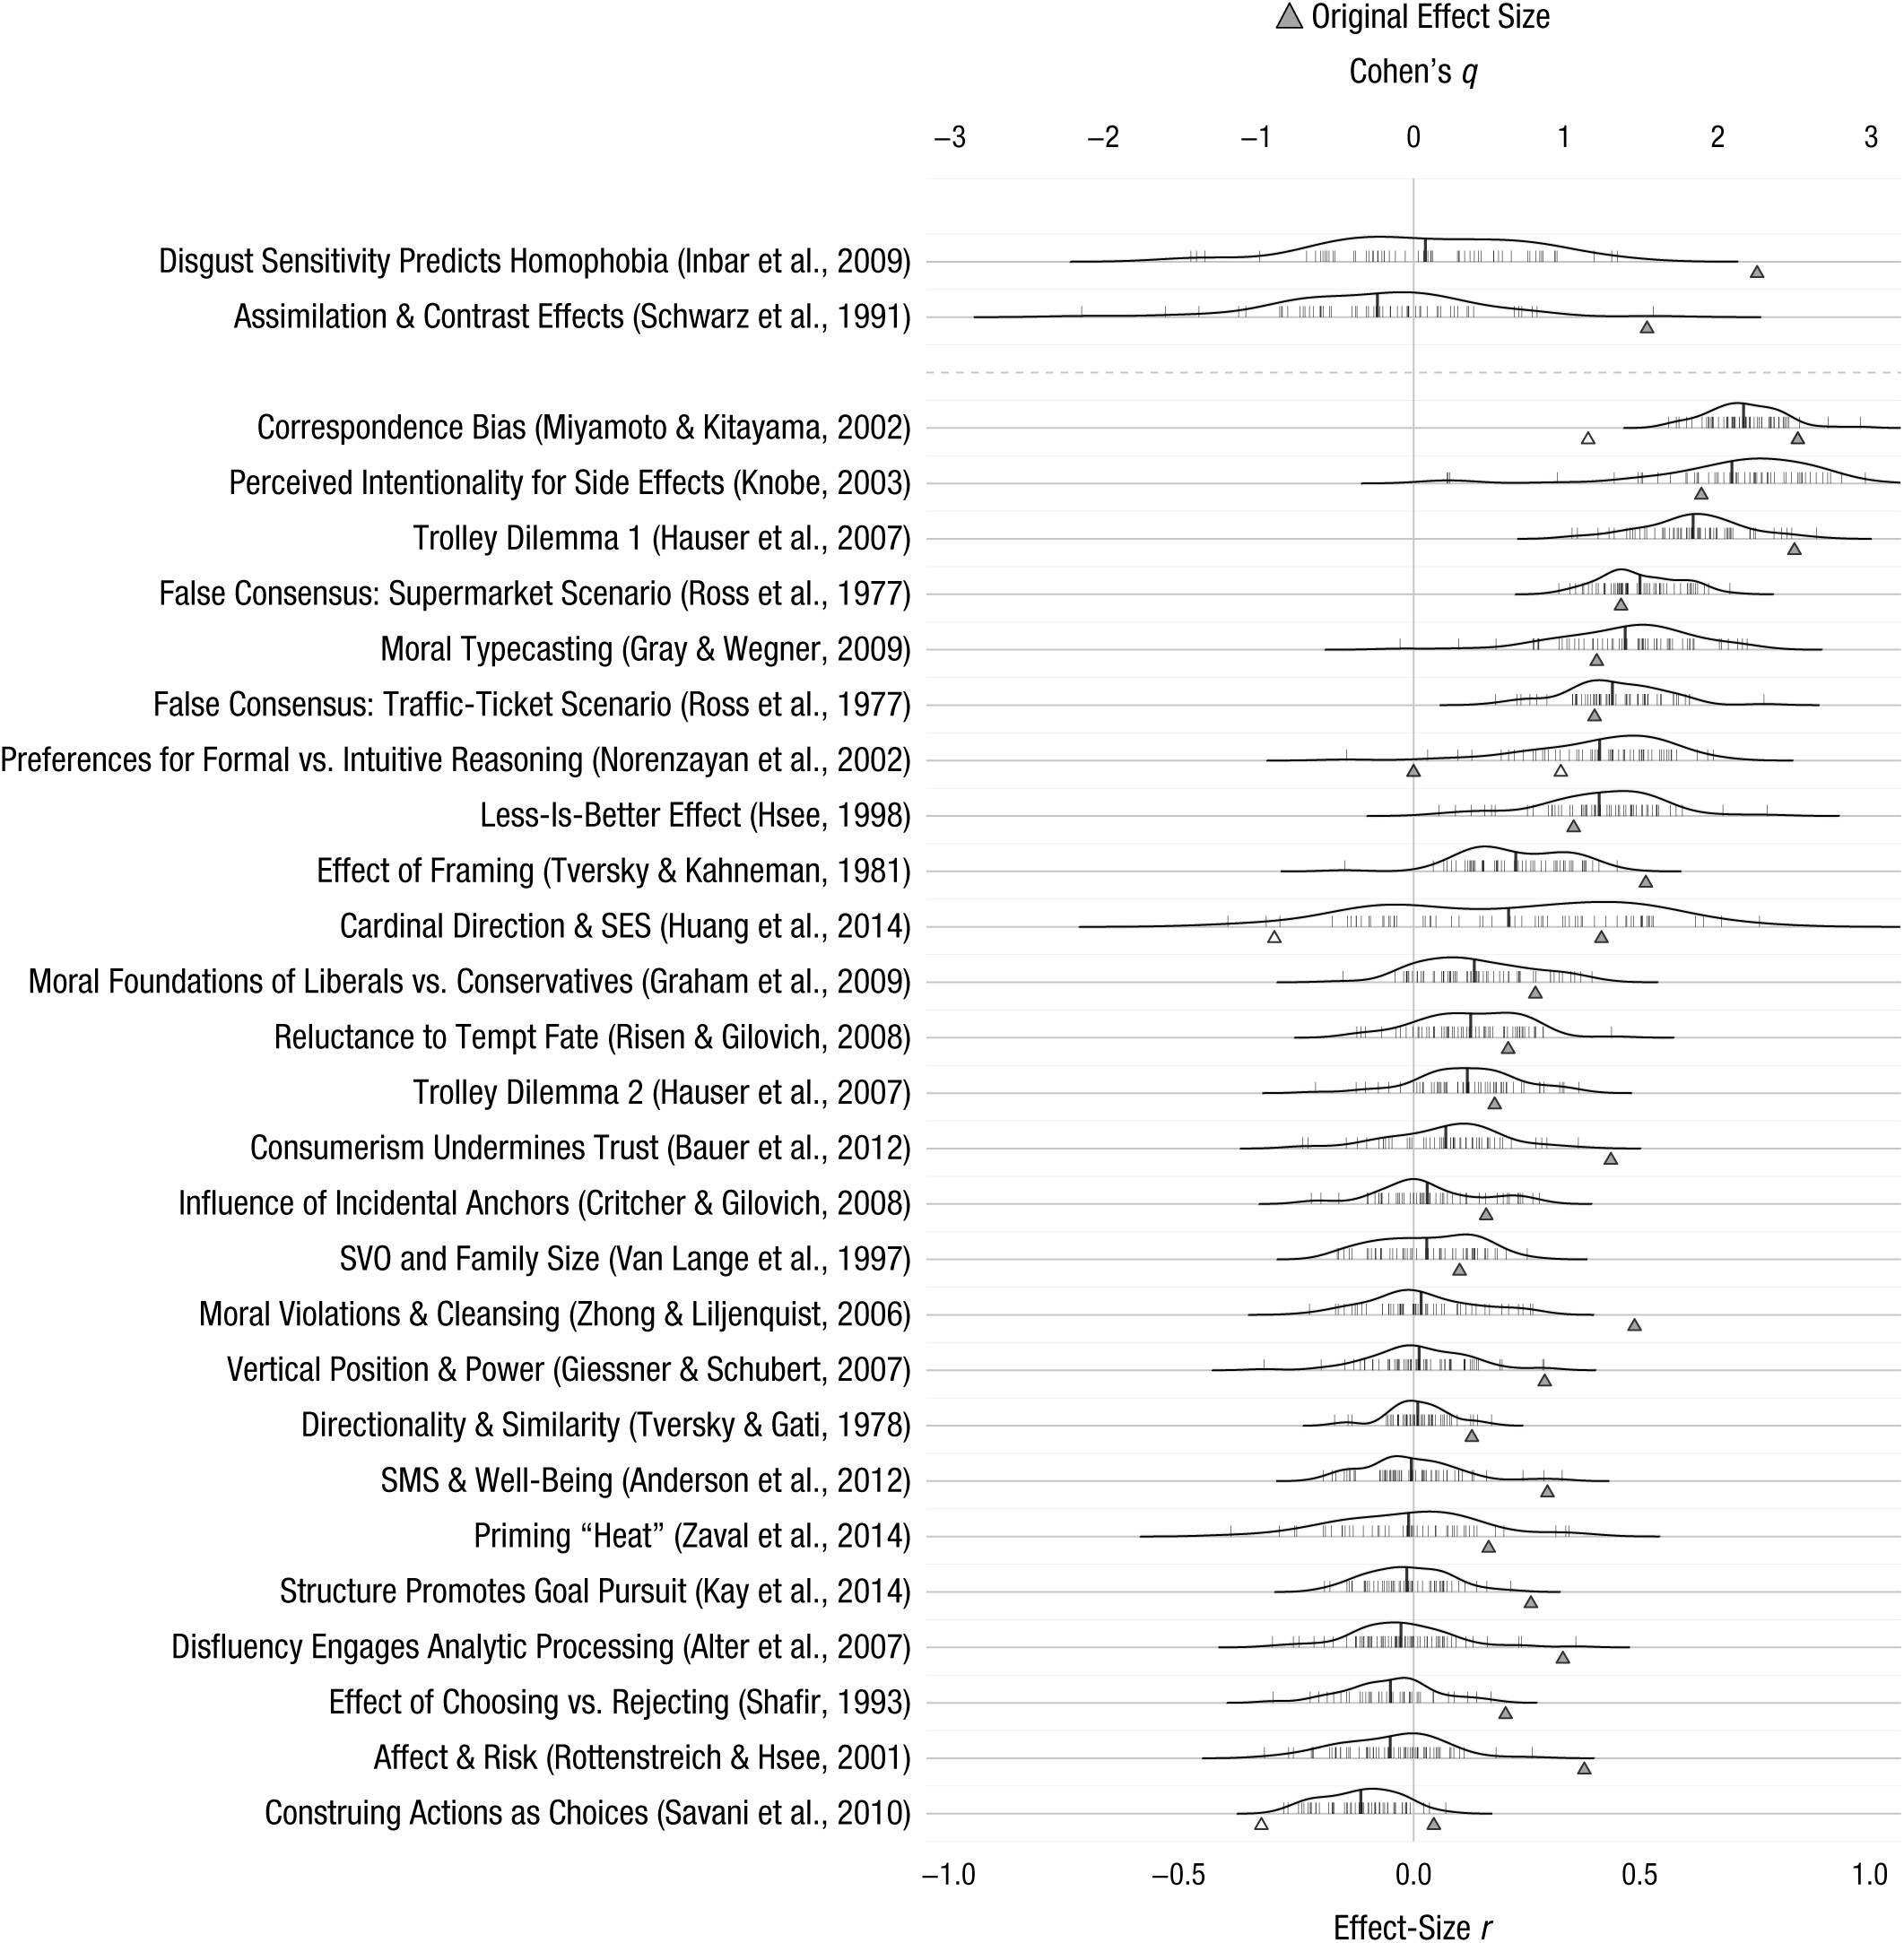 Original Effect Size
Cohen’s q
–3 –2 –1 0 1 2 3
Disgust Sensitivity Predicts Homophobia (Inbar et al., 2009)
Assimilation & Contrast Effects (Schwarz et al., 1991)
Correspondence Bias (Miyamoto & Kitayama, 2002)
Perceived Intentionality for Side Effects (Knobe, 2003)
Trolley Dilemma 1 (Hauser et al., 2007)
False Consensus: Supermarket Scenario (Ross et al., 1977)
Moral Typecasting (Gray & Wegner, 2009)
False Consensus: Traffic-Ticket Scenario (Ross et al., 1977)
Preferences for Formal vs. Intuitive Reasoning (Norenzayan et al., 2002)
Less-Is-Better Effect (Hsee, 1998)
Effect of Framing (Tversky & Kahneman, 1981)
Cardinal Direction & SES (Huang et al., 2014)
Moral Foundations of Liberals vs. Conservatives (Graham et al., 2009)
Reluctance to Tempt Fate (Risen & Gilovich, 2008)
Trolley Dilemma 2 (Hauser et al., 2007)
Consumerism Undermines Trust (Bauer et al., 2012)
Influence of Incidental Anchors (Critcher & Gilovich, 2008)
SVO and Family Size (Van Lange et al., 1997)
Moral Violations & Cleansing (Zhong & Liljenquist, 2006)
Vertical Position & Power (Giessner & Schubert, 2007)
Directionality & Similarity (Tversky & Gati, 1978)
SMS & Well-Being (Anderson et al., 2012)
Priming “Heat” (Zaval et al., 2014)
Structure Promotes Goal Pursuit (Kay et al., 2014)
Disfluency Engages Analytic Processing (Alter et al., 2007)
Effect of Choosing vs. Rejecting (Shafir, 1993)
Affect & Risk (Rottenstreich & Hsee, 2001)
Construing Actions as Choices (Savani et al., 2010)
–1.0 –0.5 0.0 0.5 1.0
Effect-Size r